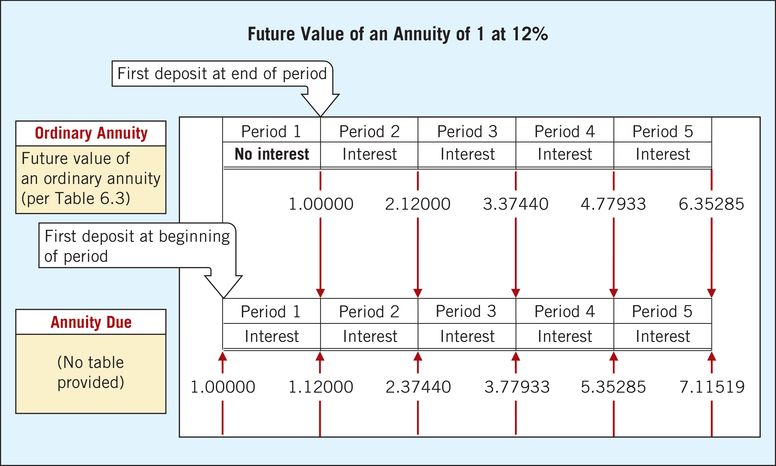 Future Value of an Annuity of 1 at 12%
First deposit at end of period
Ordinary Annuity
Future value of
an ordinary annuity
(per Table 6.3)
Period 1 Period 2 Period 3 Period 4 Period 5
No interest Interest Interest Interest Interest
1.00000 2.12000 3.37440 4.77933 6.35285
First deposit at beginning
of period
Annuity Due
(No table
provided)
Period 1 Period 2 Period 3 Period 4 Period 5
Interest Interest Interest Interest Interest
1.00000 1.12000 2.37440 3.77933 5.35285 7.11519